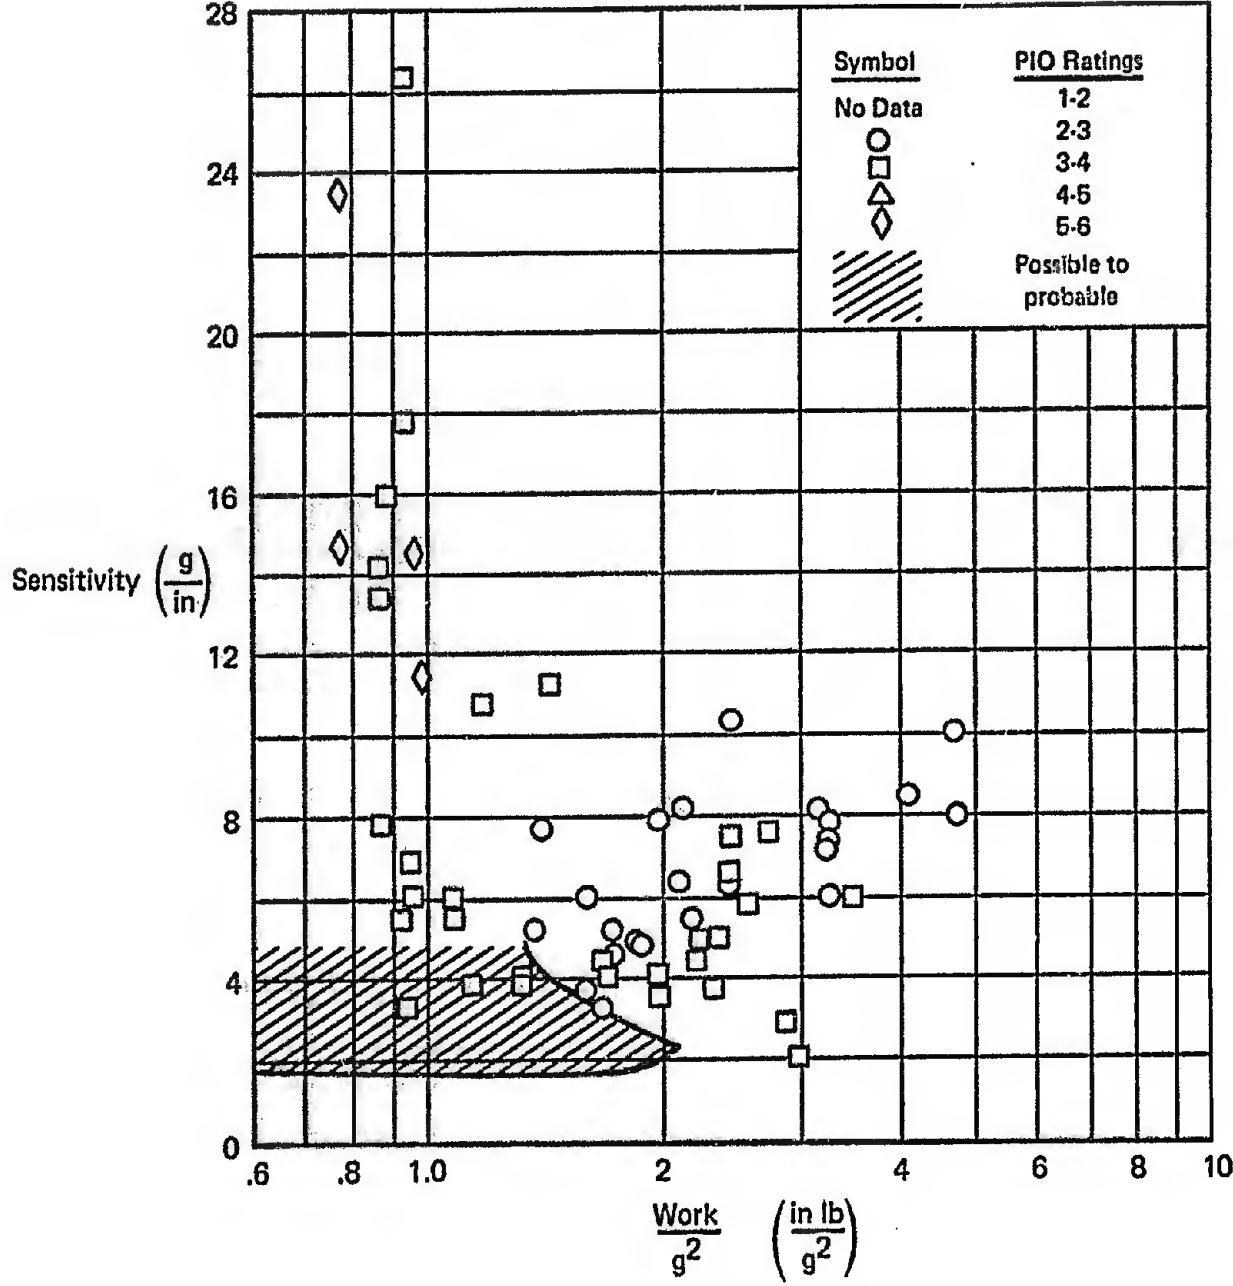 28
24
20
16
12
8
4
0
Sensitivity (g/in)
Symbol PIO Ratings
No Data 1-2
2-3
3-4
4-5
5-6
Possible to
probable
.6 .8 1.0 2 4 6 8 10
Work/g² (in lb/g²)